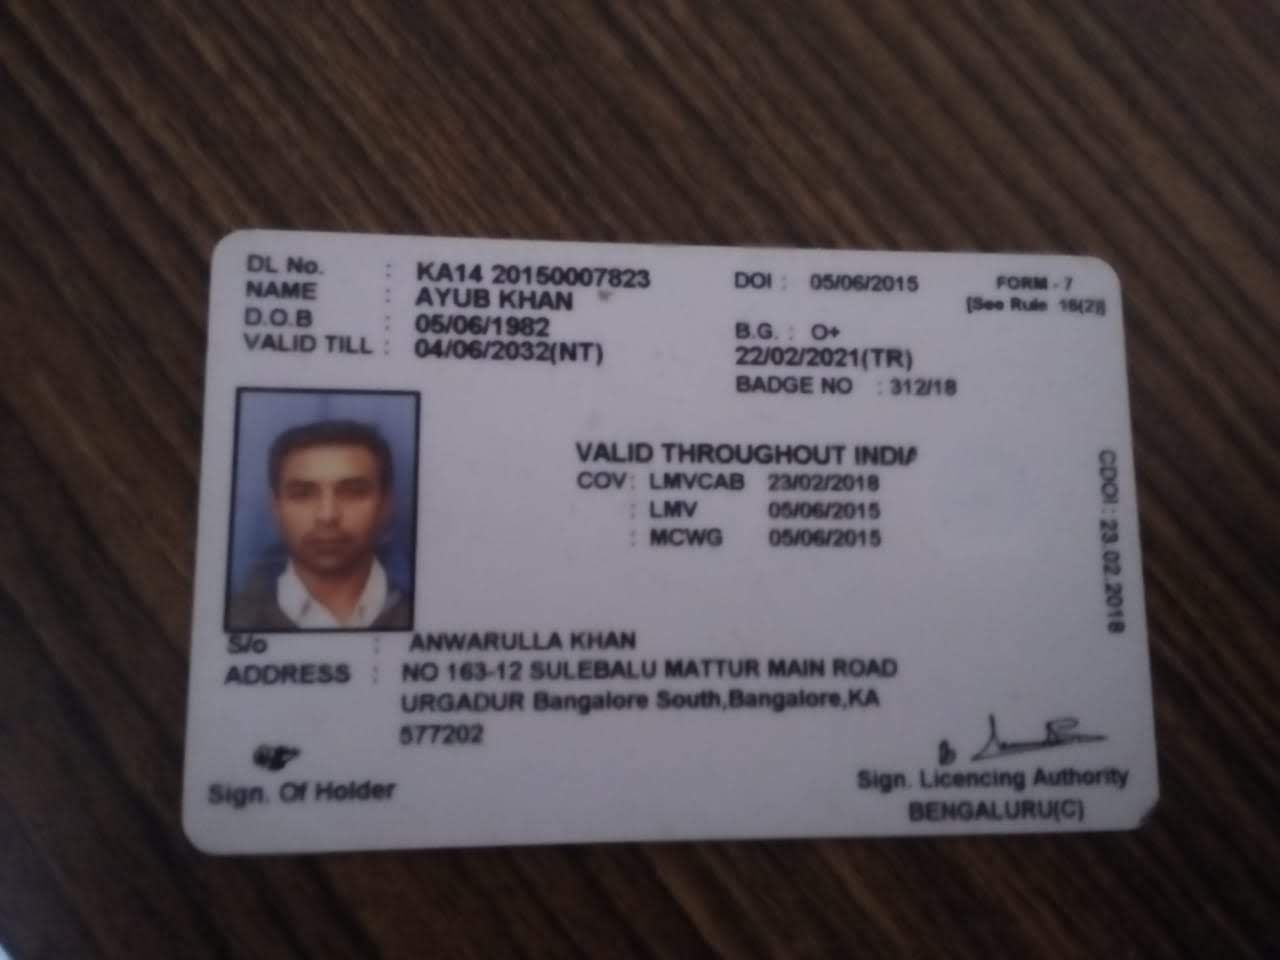 DL No. : KA14 20150007823 DOI : 05/06/2015 FORM - 7
NAME : AYUB KHAN [See Rule 16(2)]
D.O.B : 05/06/1982 B.G. : O+
VALID TILL : 04/06/2032(NT) 22/02/2021(TR)
BADGE NO : 312/18
VALID THROUGHOUT INDIA
COV : LMVCAB 23/02/2018
: LMV 05/06/2015
: MCWG 05/06/2015
CDOI : 23.02.2018
S/o : ANWARULLA KHAN
ADDRESS : NO 163-12 SULEBALU MATTUR MAIN ROAD
URGADUR Bangalore South,Bangalore,KA
577202
Sign. Of Holder
Sign. Licencing Authority
BENGALURU(C)